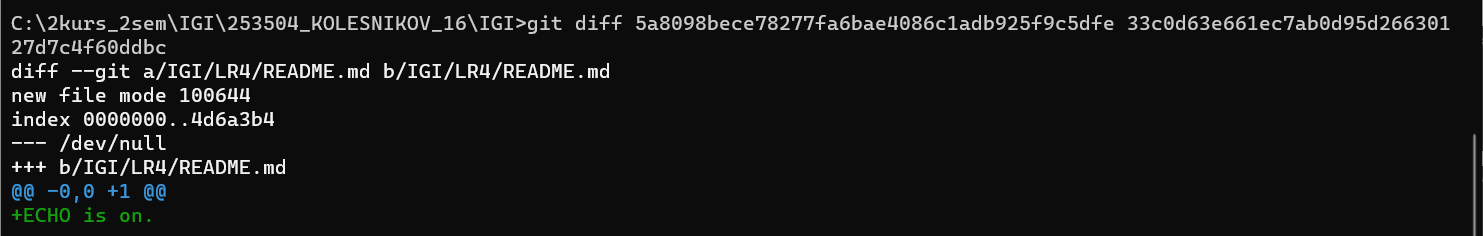 C:\2kurs_2sem\IGI\253504_KOLESNIKOV_16\IGI>git diff 5a8098bece78277fa6bae4086c1adb925f9c5dfe 33c0d63e661ec7ab0d95d266301
27d7c4f60ddbc
diff --git a/IGI/LR4/README.md b/IGI/LR4/README.md
new file mode 100644
index 0000000..4d6a3b4
--- /dev/null
+++ b/IGI/LR4/README.md
@@ -0,0 +1 @@
+ECHO is on.